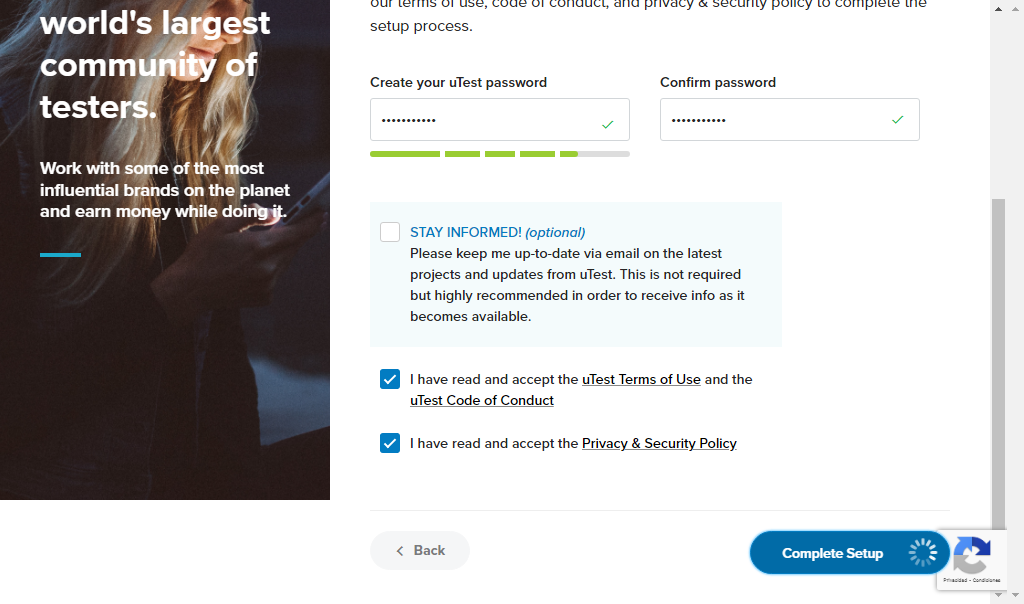 our terms of use, code of conduct, and privacy & security policy to complete the
setup process.
world's largest
community of
testers.
Work with some of the most
influential brands on the planet
and earn money while doing it.
Create your uTest password
Confirm password
•••••••••••
•••••••••••
STAY INFORMED! (optional)
Please keep me up-to-date via email on the latest
projects and updates from uTest. This is not required
but highly recommended in order to receive info as it
becomes available.
I have read and accept the uTest Terms of Use and the
uTest Code of Conduct
I have read and accept the Privacy & Security Policy
Back
Complete Setup
Privacidad - Condiciones